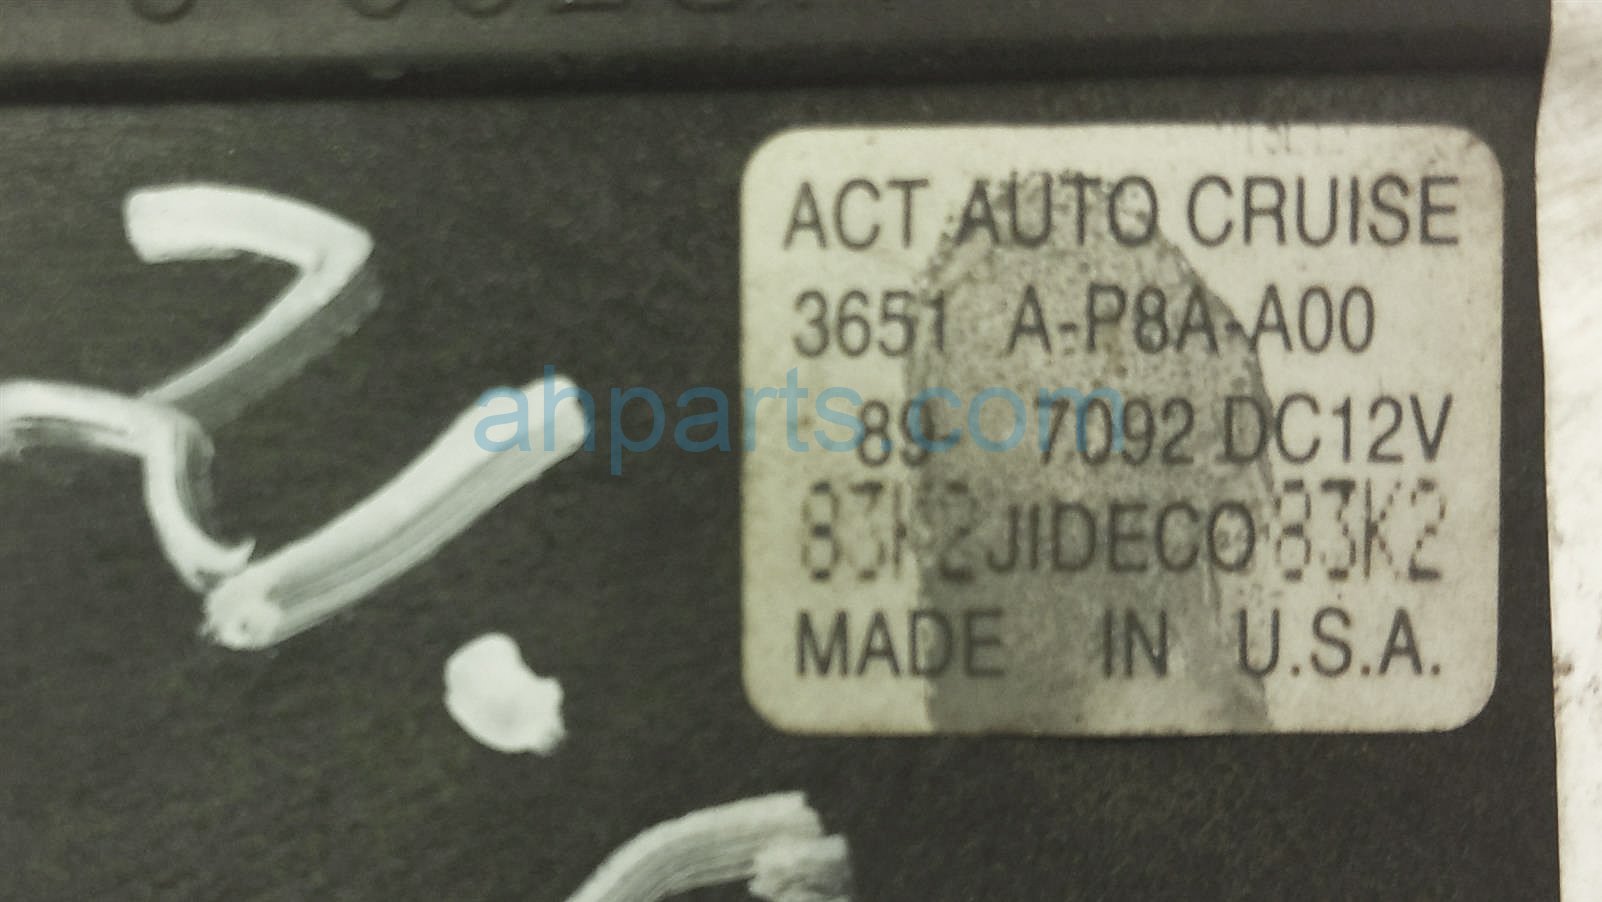 ACT AUTO CRUISE
3651 A-P8A-A00
89 7092 DC12V
83K2 JIDECO 83K2
MADE IN U.S.A.
ahparts.com